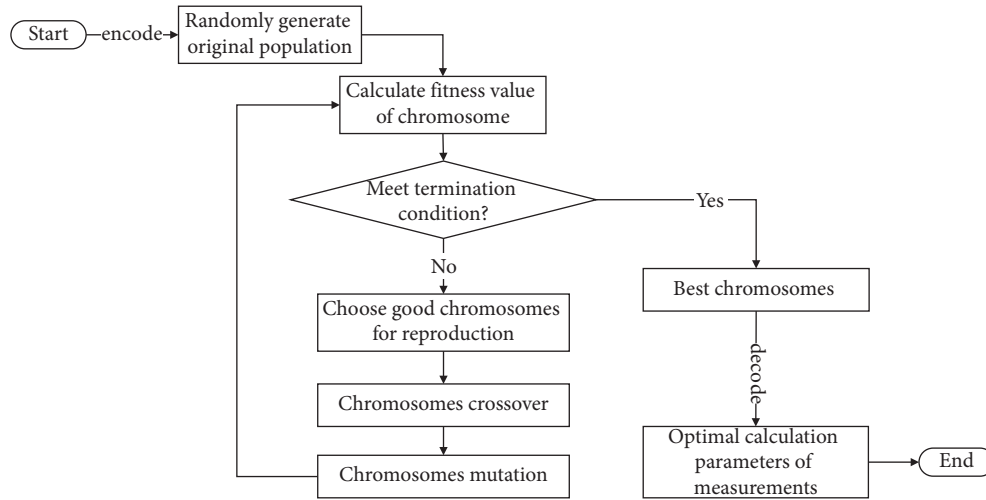 Start
encode
Randomly generate
original population
Calculate fitness value
of chromosome
Meet termination
condition?
Yes
No
Choose good chromosomes
for reproduction
Chromosomes crossover
Chromosomes mutation
Best chromosomes
decode
Optimal calculation
parameters of
measurements
End